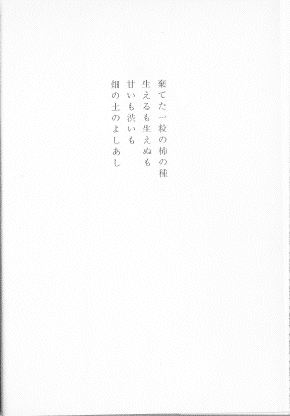 棄てた一粒の柿の種
生えるも生えぬも
甘いも渋いも
畑の土のよしあし